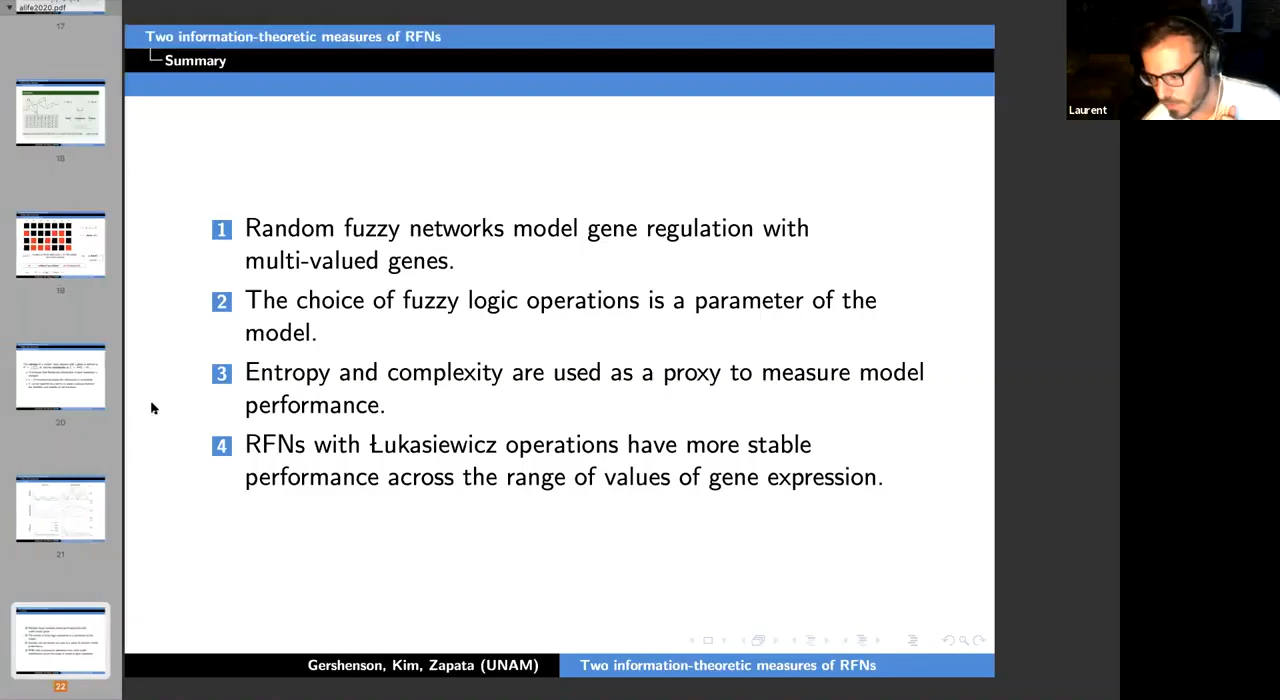 alife2020.pdf
17
18
19
20
21
22
Two information-theoretic measures of RFNs
Summary
1 Random fuzzy networks model gene regulation with
multi-valued genes.
2 The choice of fuzzy logic operations is a parameter of the
model.
3 Entropy and complexity are used as a proxy to measure model
performance.
4 RFNs with Łukasiewicz operations have more stable
performance across the range of values of gene expression.
Gershenson, Kim, Zapata (UNAM)
Two information-theoretic measures of RFNs
Laurent